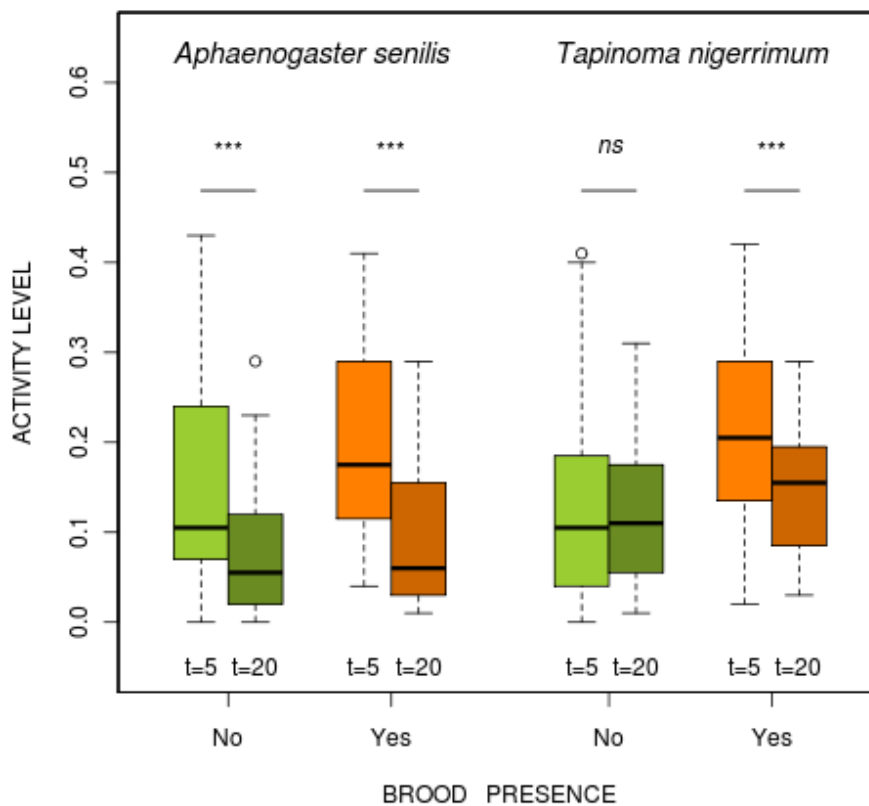 Aphaenogaster senilis Tapinoma nigerrimum
*** *** ns ***
ACTIVITY LEVEL
0.6
0.5
0.4
0.3
0.2
0.1
0.0
t=5 t=20 t=5 t=20 t=5 t=20 t=5 t=20
No Yes No Yes
BROOD PRESENCE